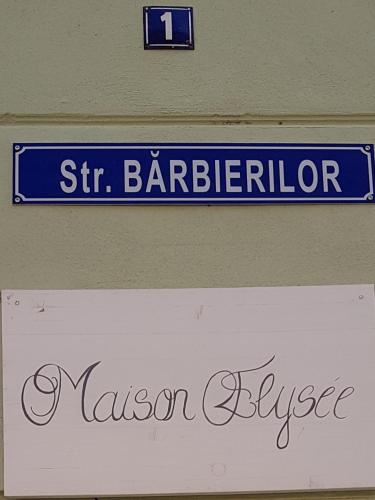 1
Str. BĂRBIERILOR
Maison Elysée